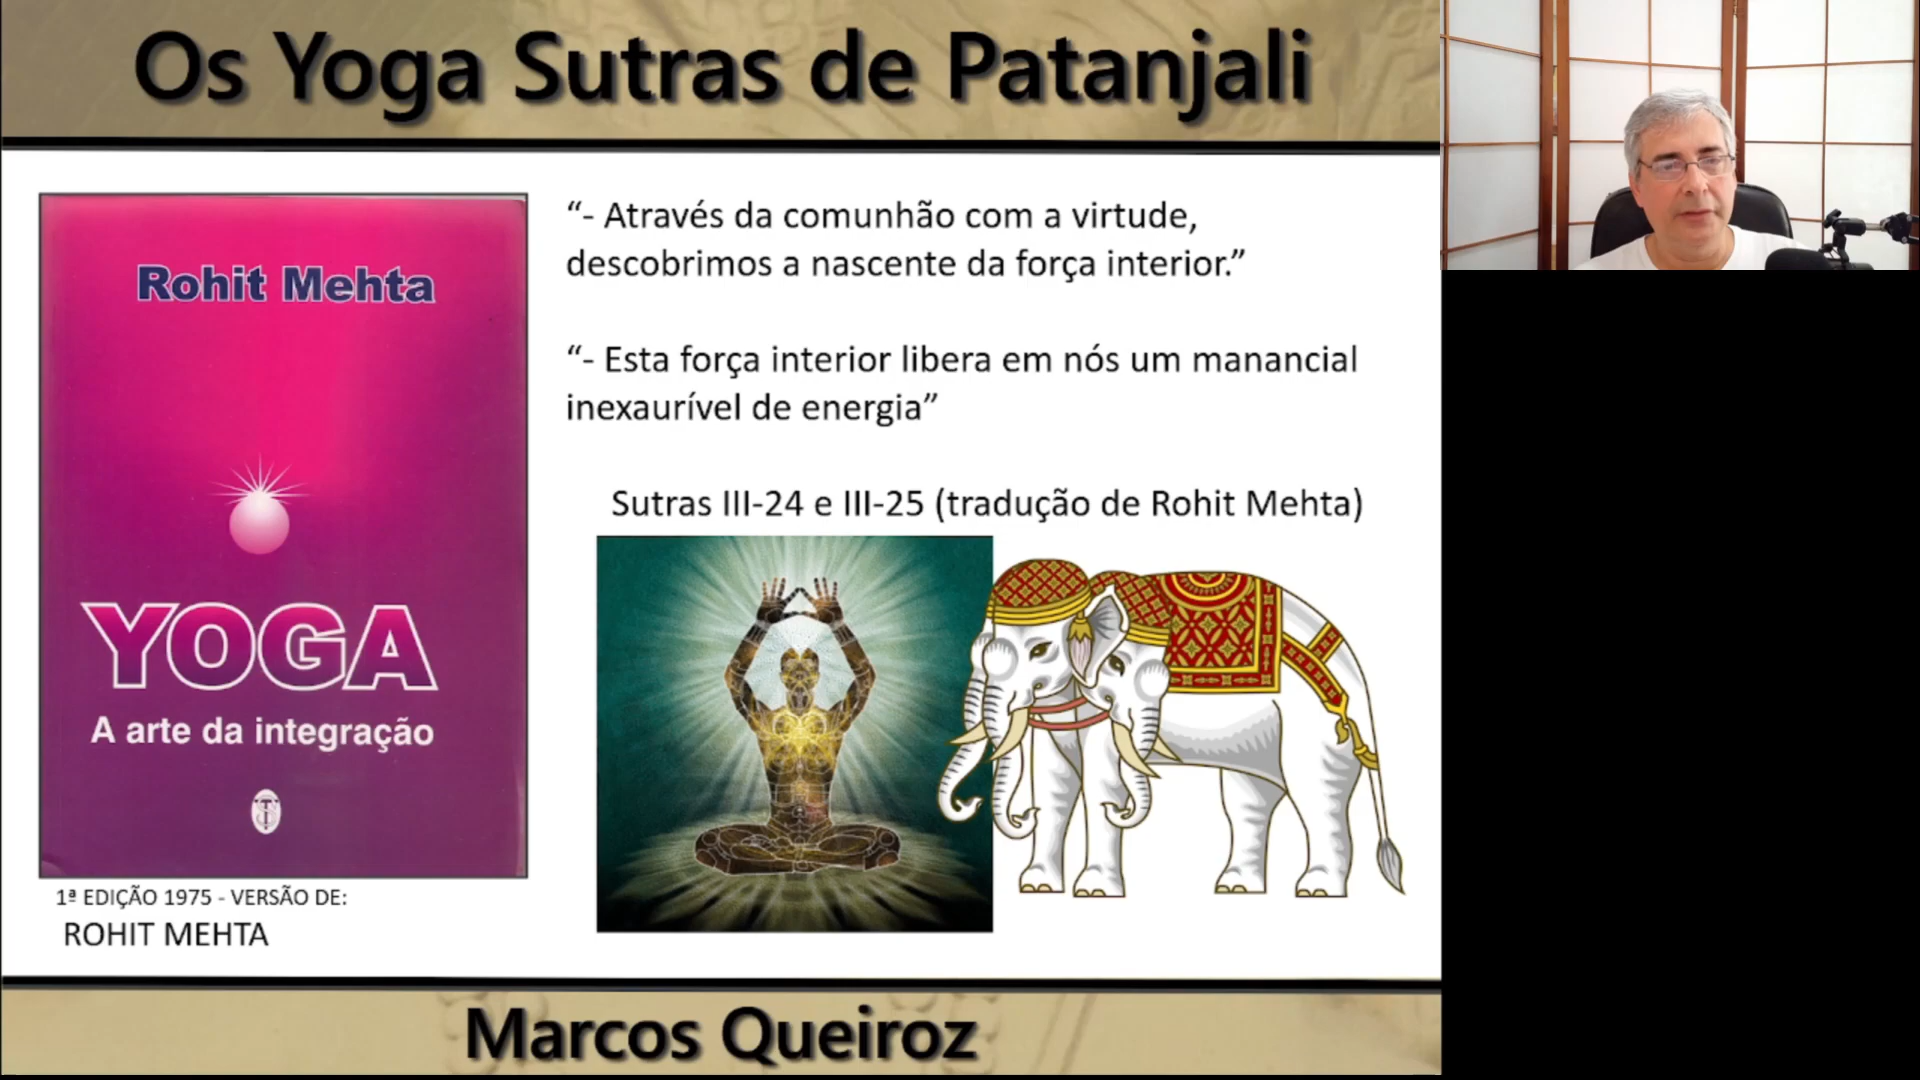 Os Yoga Sutras de Patanjali
Rohit Mehta
YOGA
A arte da integração
1ª EDIÇÃO 1975 - VERSÃO DE:
ROHIT MEHTA
“- Através da comunhão com a virtude,
descobrimos a nascente da força interior.”
“- Esta força interior libera em nós um manancial
inexaurível de energia”
Sutras III-24 e III-25 (tradução de Rohit Mehta)
Marcos Queiroz